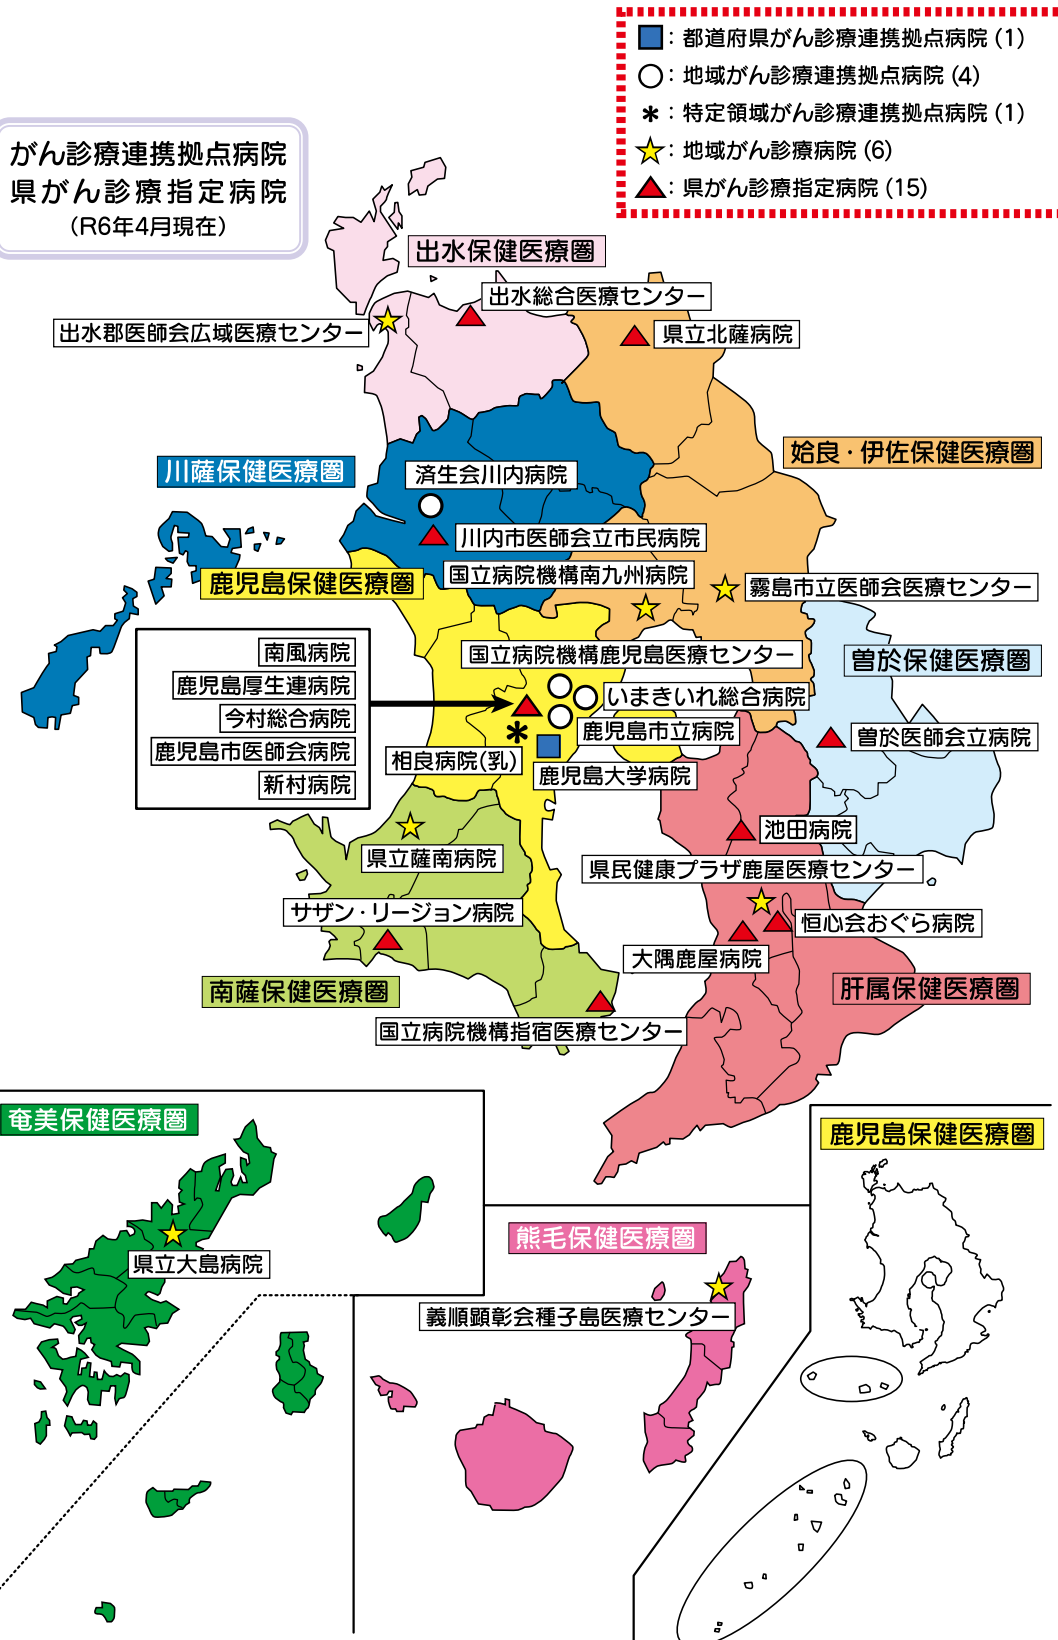 ■: 都道府県がん診療連携拠点病院 (1)
○: 地域がん診療連携拠点病院 (4)
*: 特定領域がん診療連携拠点病院 (1)
☆: 地域がん診療病院 (6)
▲: 県がん診療指定病院 (15)
がん診療連携拠点病院
県がん診療指定病院
(R6年4月現在)
出水保健医療圏
出水総合医療センター
出水郡医師会広域医療センター
県立北薩病院
姶良・伊佐保健医療圏
川薩保健医療圏
済生会川内病院
川内市医師会立市民病院
国立病院機構南九州病院
鹿児島保健医療圏
霧島市立医師会医療センター
南風病院
鹿児島厚生連病院
今村総合病院
鹿児島市医師会病院
新村病院
国立病院機構鹿児島医療センター
曽於保健医療圏
いまきいれ総合病院
鹿児島市立病院
曽於医師会立病院
相良病院(乳)
鹿児島大学病院
池田病院
県立薩南病院
県民健康プラザ鹿屋医療センター
サザン・リージョン病院
恒心会おぐら病院
大隅鹿屋病院
南薩保健医療圏
肝属保健医療圏
国立病院機構指宿医療センター
奄美保健医療圏
県立大島病院
鹿児島保健医療圏
熊毛保健医療圏
義順顕彰会種子島医療センター